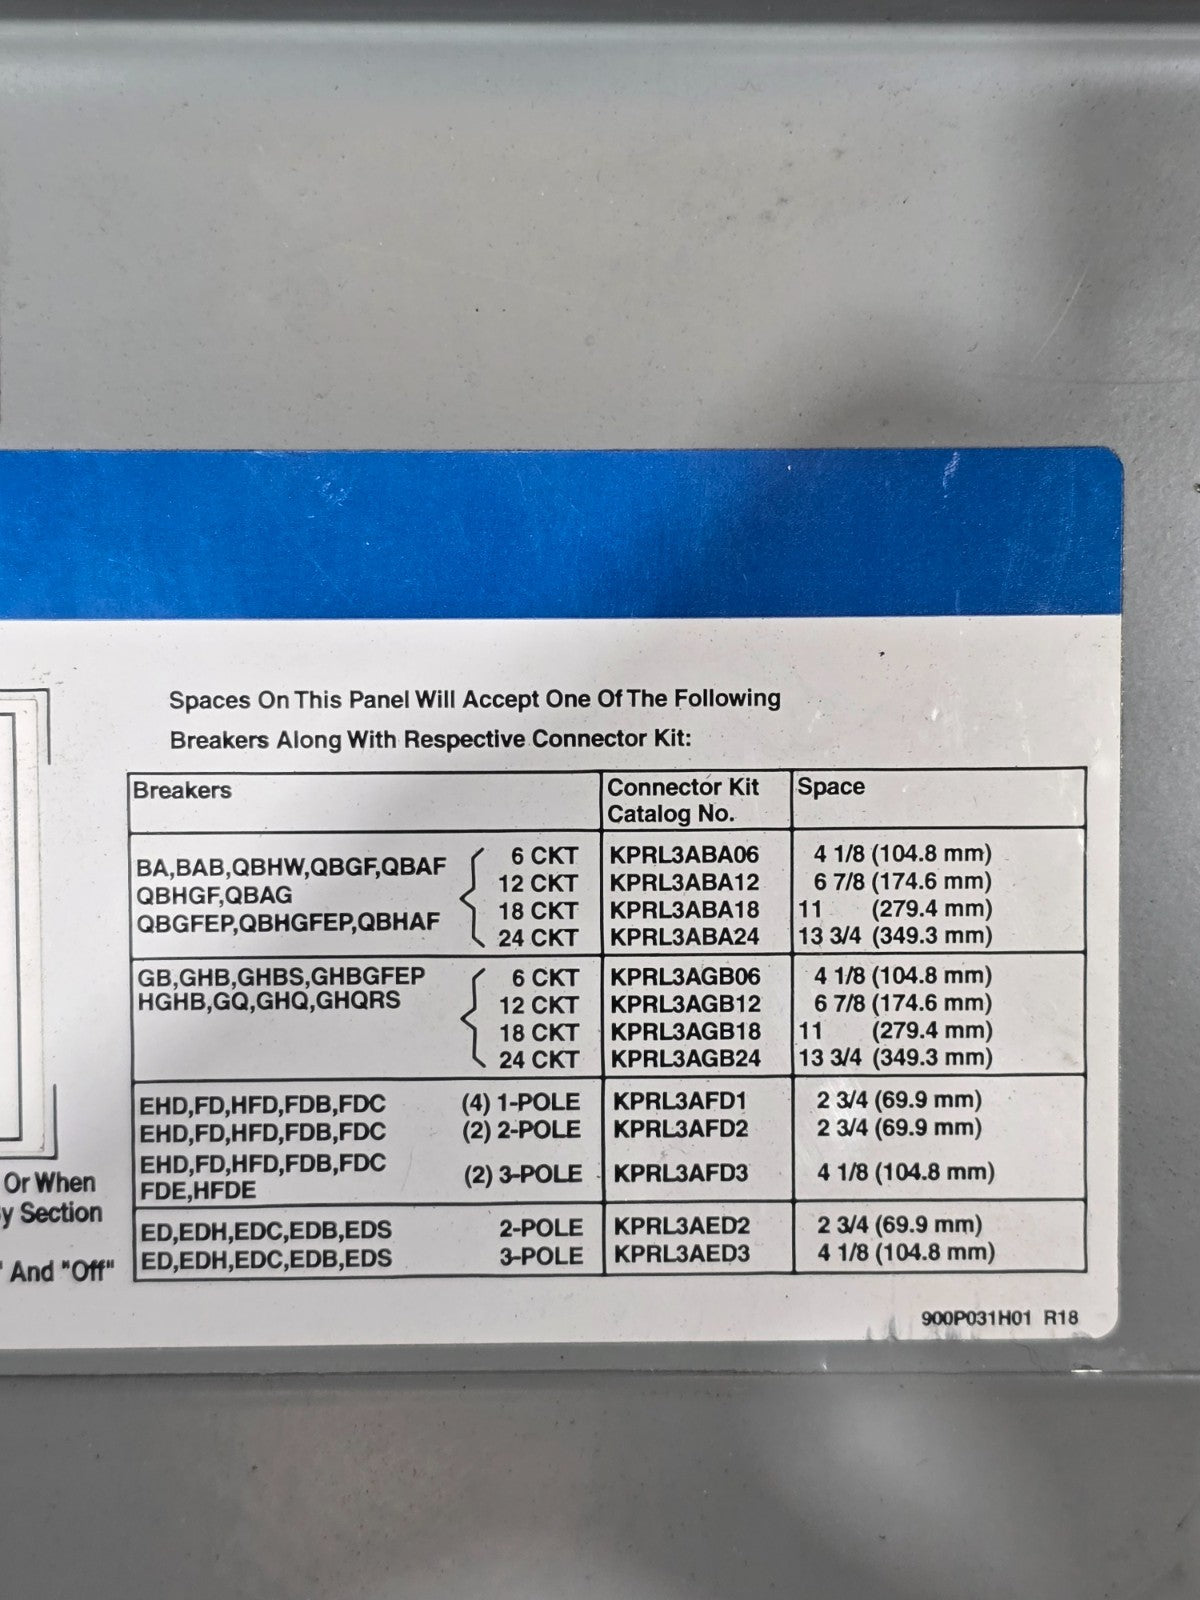 Spaces On This Panel Will Accept One Of The Following
Breakers Along With Respective Connector Kit:
Breakers Connector Kit Catalog No. Space
BA,BAB,QBHW,QBGF,QBAF
QBHGF,QBAG
QBGFEP,QBHGFEP,QBHAF
6 CKT KPRL3ABA06 4 1/8 (104.8 mm)
12 CKT KPRL3ABA12 6 7/8 (174.6 mm)
18 CKT KPRL3ABA18 11 (279.4 mm)
24 CKT KPRL3ABA24 13 3/4 (349.3 mm)
GB,GHB,GHBS,GHBGFEP
HGHB,GQ,GHQ,GHQRS
6 CKT KPRL3AGB06 4 1/8 (104.8 mm)
12 CKT KPRL3AGB12 6 7/8 (174.6 mm)
18 CKT KPRL3AGB18 11 (279.4 mm)
24 CKT KPRL3AGB24 13 3/4 (349.3 mm)
EHD,FD,HFD,FDB,FDC (4) 1-POLE KPRL3AFD1 2 3/4 (69.9 mm)
EHD,FD,HFD,FDB,FDC (2) 2-POLE KPRL3AFD2 2 3/4 (69.9 mm)
EHD,FD,HFD,FDB,FDC
FDE,HFDE (2) 3-POLE KPRL3AFD3 4 1/8 (104.8 mm)
ED,EDH,EDC,EDB,EDS 2-POLE KPRL3AED2 2 3/4 (69.9 mm)
ED,EDH,EDC,EDB,EDS 3-POLE KPRL3AED3 4 1/8 (104.8 mm)
Or When
y Section
And "Off"
900P031H01 R18